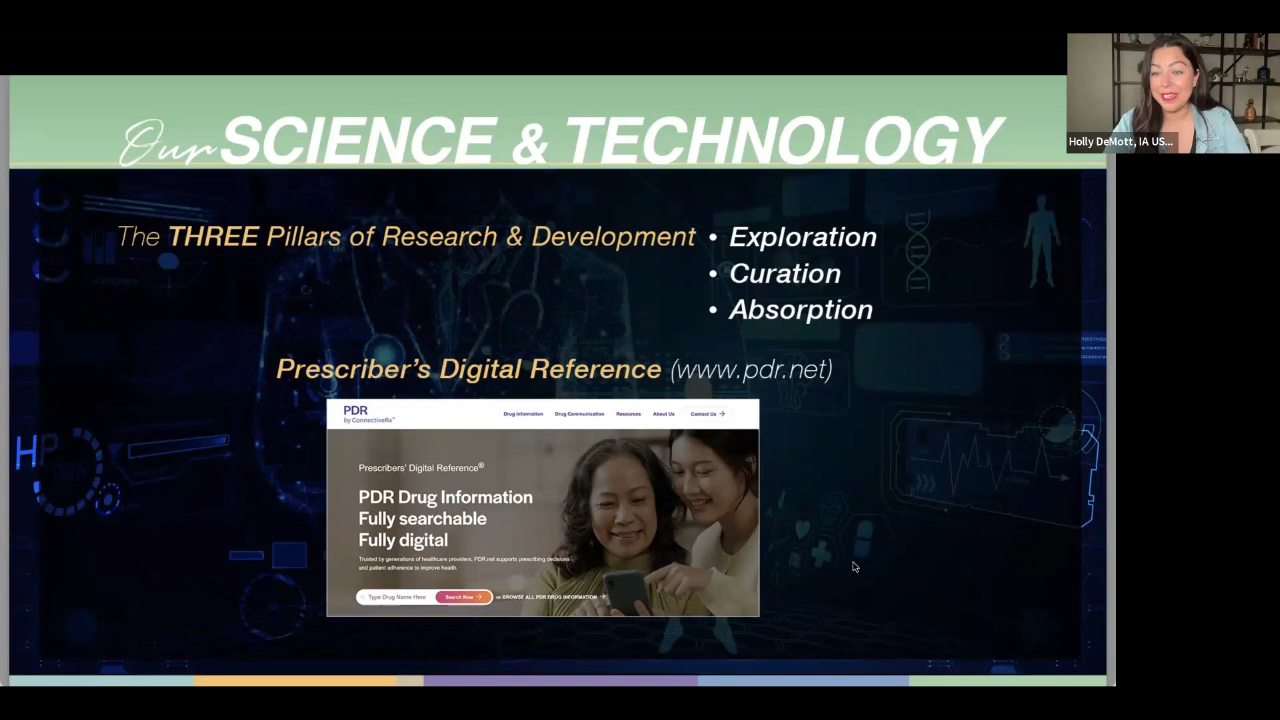 Our SCIENCE & TECHNOLOGY
Holly DeMott, IA US...
The THREE Pillars of Research & Development
• Exploration
• Curation
• Absorption
Prescriber's Digital Reference (www.pdr.net)
PDR
by ConnectiveRx
Drug Information Drug Communication Resources About Us Contact Us →
Prescribers' Digital Reference®
PDR Drug Information
Fully searchable
Fully digital
Trusted by generations of healthcare providers, PDR.net supports prescribing decisions
and patient adherence to improve health.
Type Drug Name Here Search Now → or BROWSE ALL PDR DRUG INFORMATION →
HP